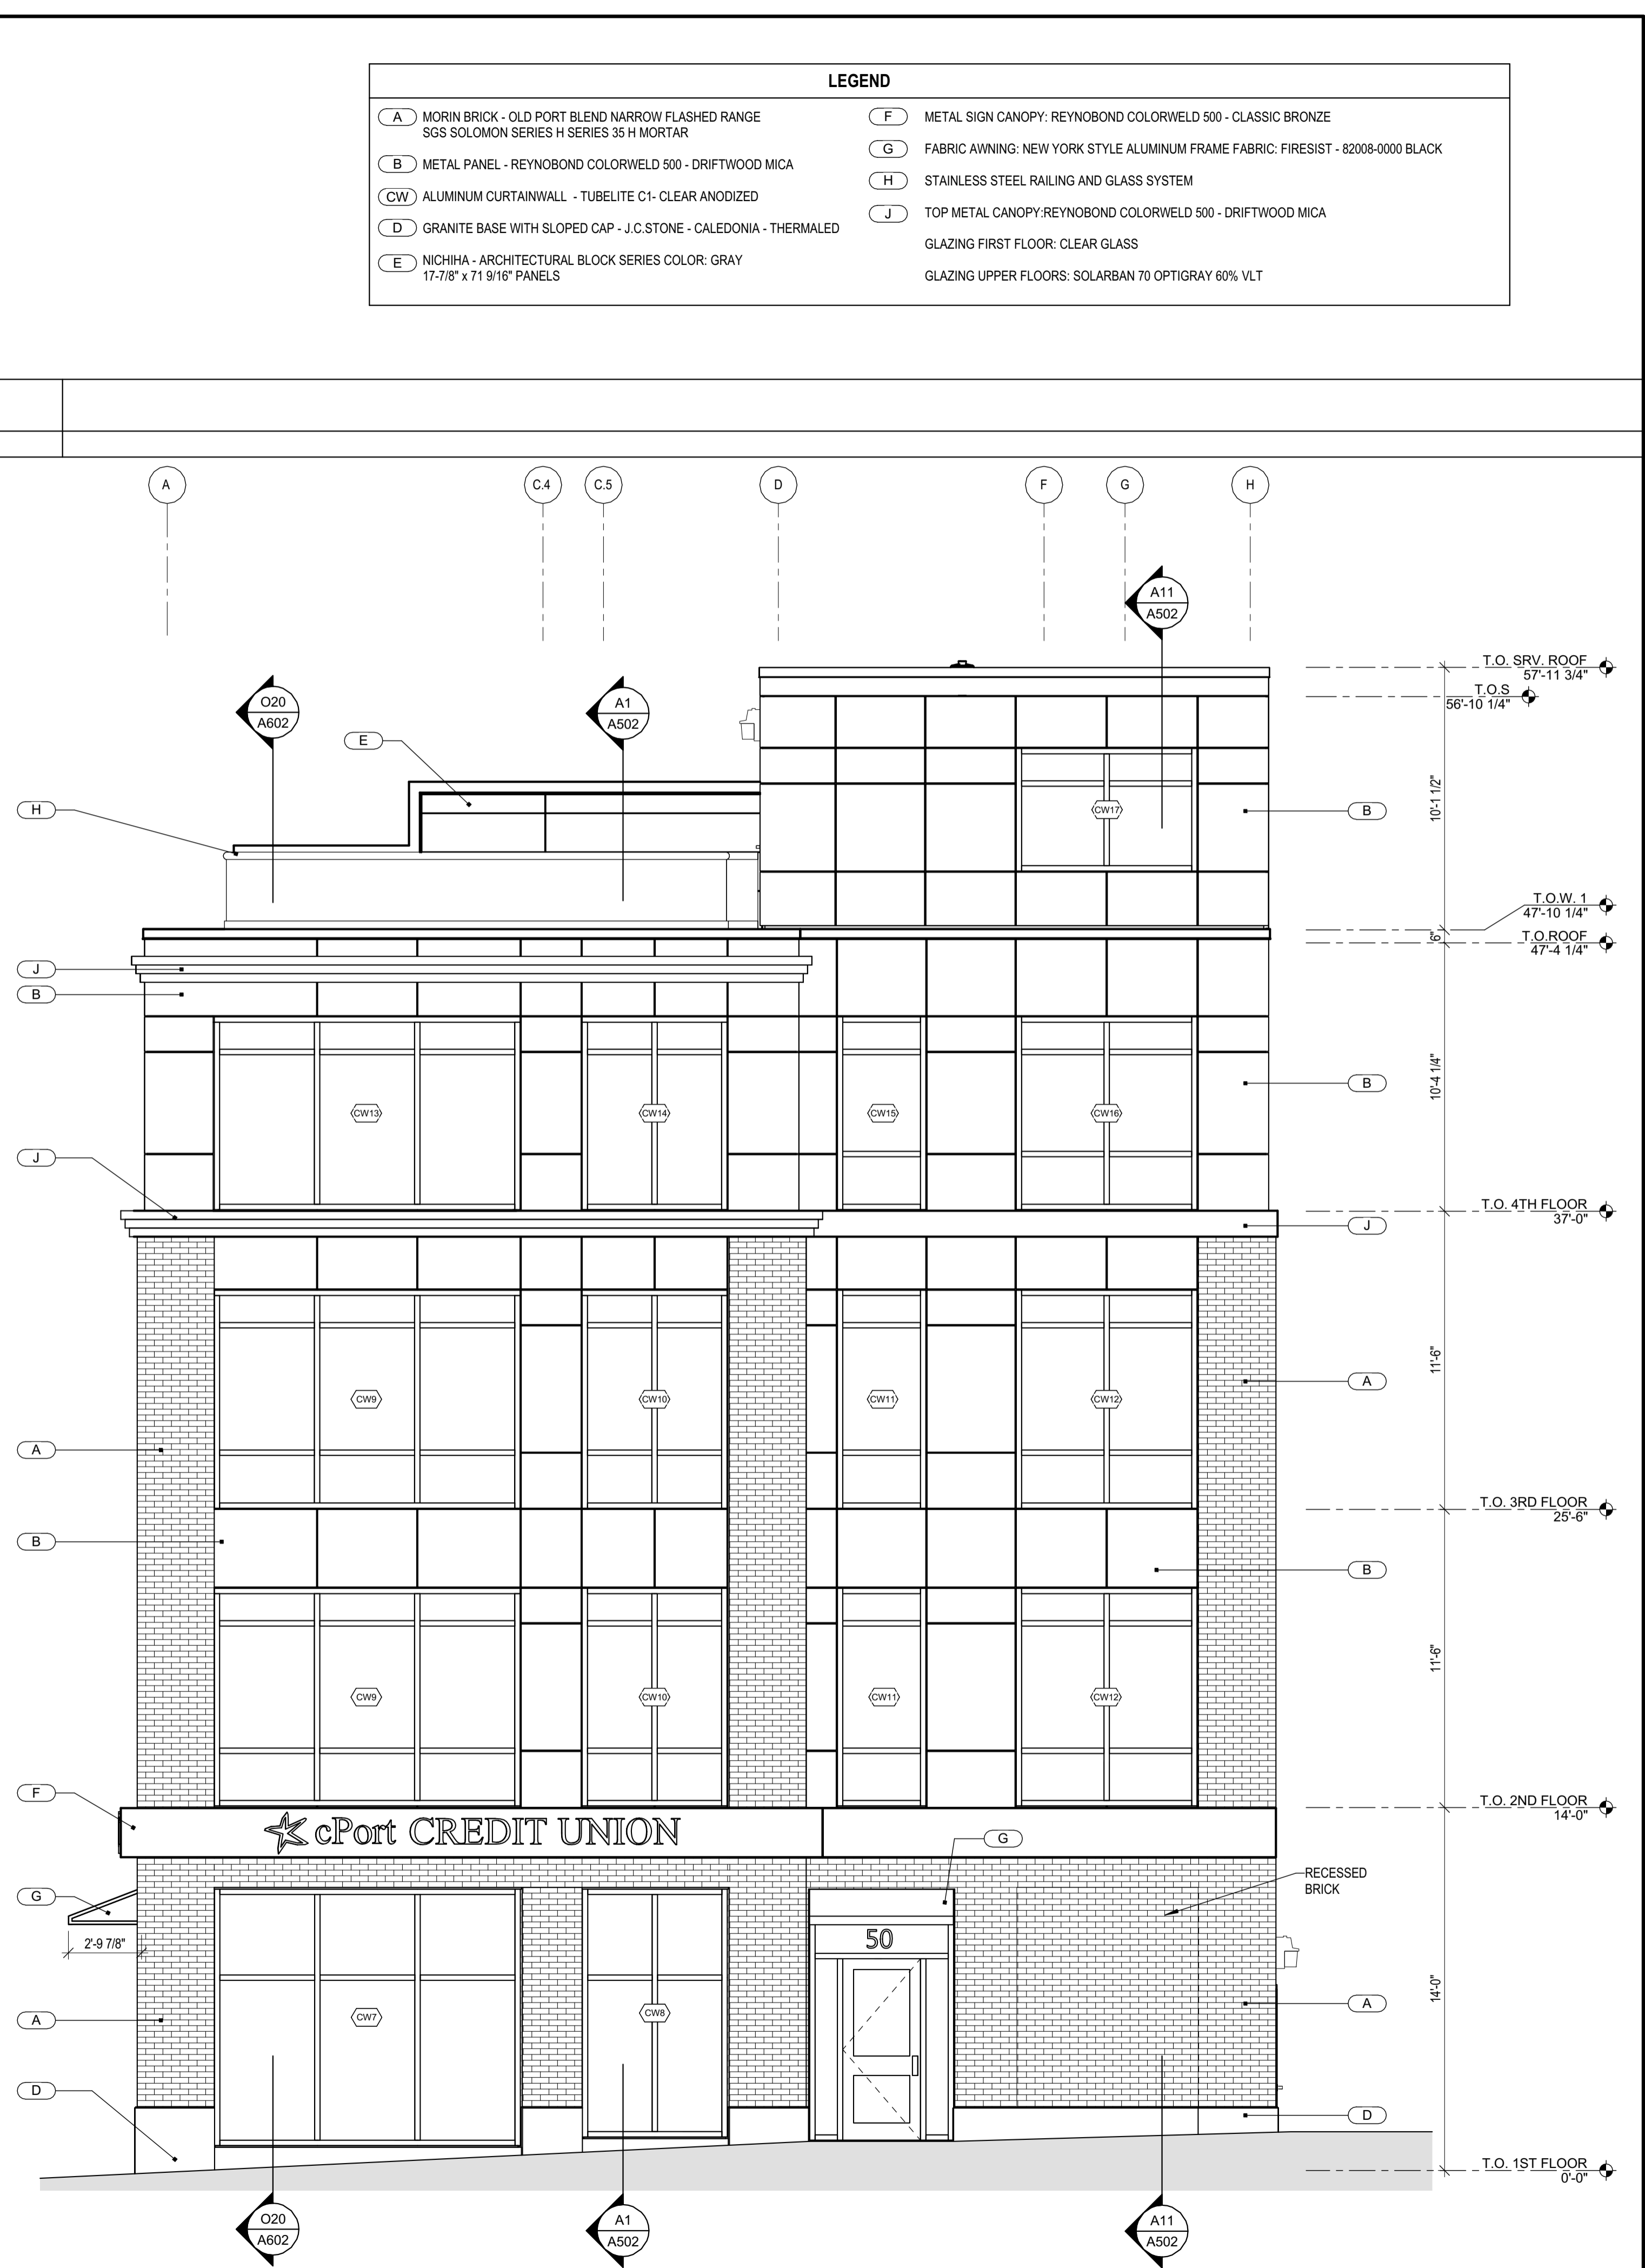 LEGEND
A MORIN BRICK - OLD PORT BLEND NARROW FLASHED RANGE
SGS SOLOMON SERIES H SERIES 35 H MORTAR
B METAL PANEL - REYNOBOND COLORWELD 500 - DRIFTWOOD MICA
CW ALUMINUM CURTAINWALL - TUBELITE C1- CLEAR ANODIZED
D GRANITE BASE WITH SLOPED CAP - J.C.STONE - CALEDONIA - THERMALED
E NICHIHA - ARCHITECTURAL BLOCK SERIES COLOR: GRAY
17-7/8" x 71 9/16" PANELS
F METAL SIGN CANOPY: REYNOBOND COLORWELD 500 - CLASSIC BRONZE
G FABRIC AWNING: NEW YORK STYLE ALUMINUM FRAME FABRIC: FIRESIST - 82008-0000 BLACK
H STAINLESS STEEL RAILING AND GLASS SYSTEM
J TOP METAL CANOPY:REYNOBOND COLORWELD 500 - DRIFTWOOD MICA
GLAZING FIRST FLOOR: CLEAR GLASS
GLAZING UPPER FLOORS: SOLARBAN 70 OPTIGRAY 60% VLT
A C.4 C.5 D F G H
A11
A502
T.O. SRV. ROOF
57'-11 3/4"
T.O.S
56'-10 1/4"
O20
A602
A1
A502
E
10'-1 1/2"
H
CW17
B
T.O.W. 1
47'-10 1/4"
6"
T.O.ROOF
47'-4 1/4"
J
B
10'-4 1/4"
B
CW13 CW14 CW15 CW16
J
T.O. 4TH FLOOR
37'-0"
J
11'-6"
A
CW9 CW10 CW11 CW12
A
T.O. 3RD FLOOR
25'-6"
B
B
11'-6"
CW9 CW10 CW11 CW12
F
T.O. 2ND FLOOR
14'-0"
cPort CREDIT UNION
G
RECESSED
BRICK
G
2'-9 7/8"
50
14'-0"
A
CW7 CW8
A
D
D
T.O. 1ST FLOOR
0'-0"
O20
A602
A1
A502
A11
A502